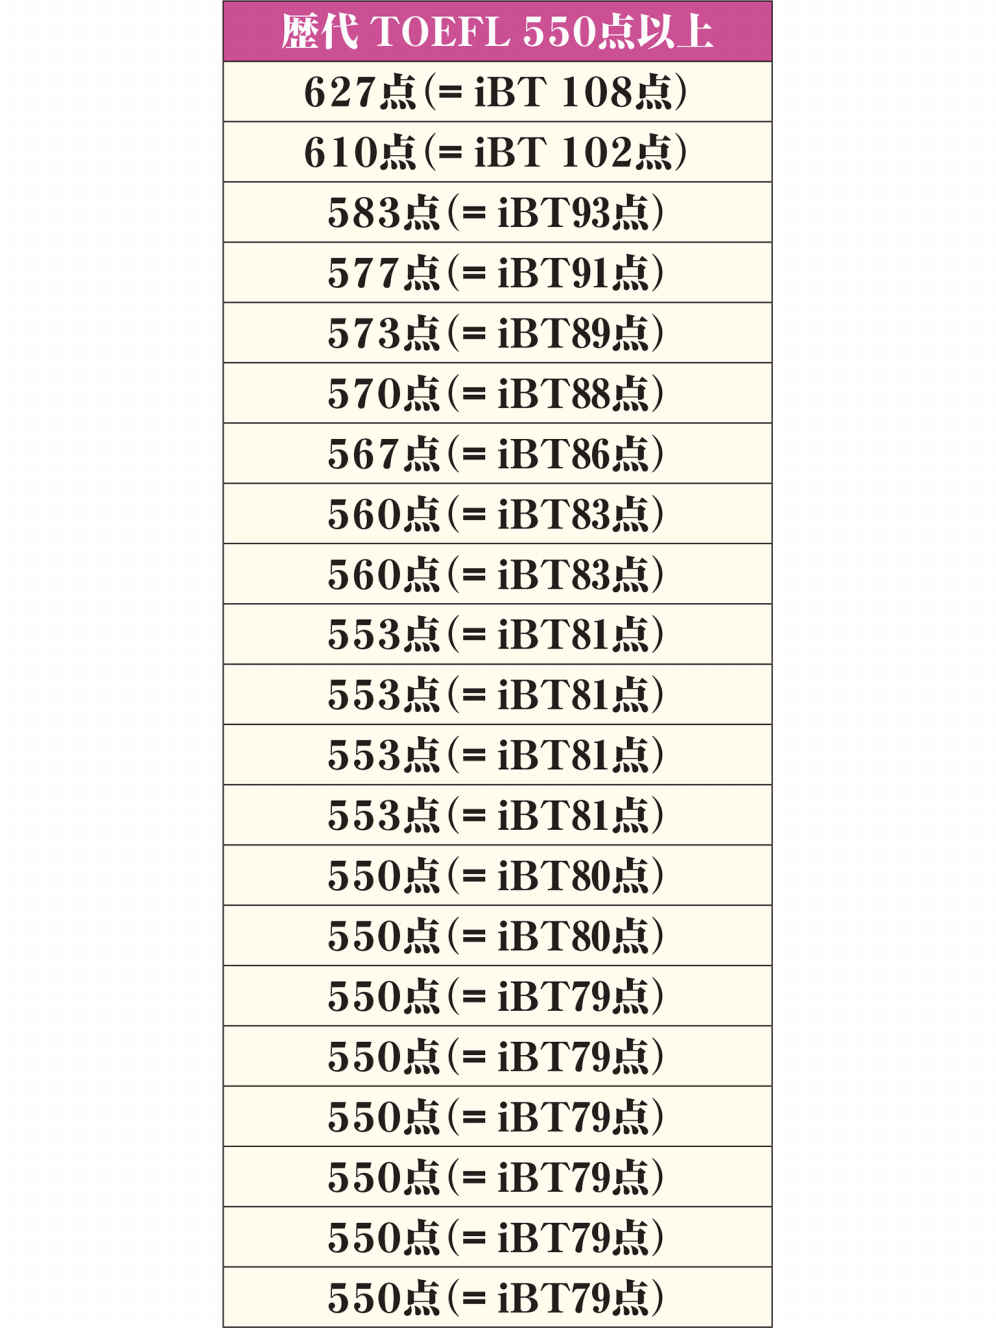 歴代 TOEFL 550点以上
627点(= iBT 108点)
610点(= iBT 102点)
583点(= iBT93点)
577点(= iBT91点)
573点(= iBT89点)
570点(= iBT88点)
567点(= iBT86点)
560点(= iBT83点)
560点(= iBT83点)
553点(= iBT81点)
553点(= iBT81点)
553点(= iBT81点)
553点(= iBT81点)
550点(= iBT80点)
550点(= iBT80点)
550点(= iBT79点)
550点(= iBT79点)
550点(= iBT79点)
550点(= iBT79点)
550点(= iBT79点)
550点(= iBT79点)